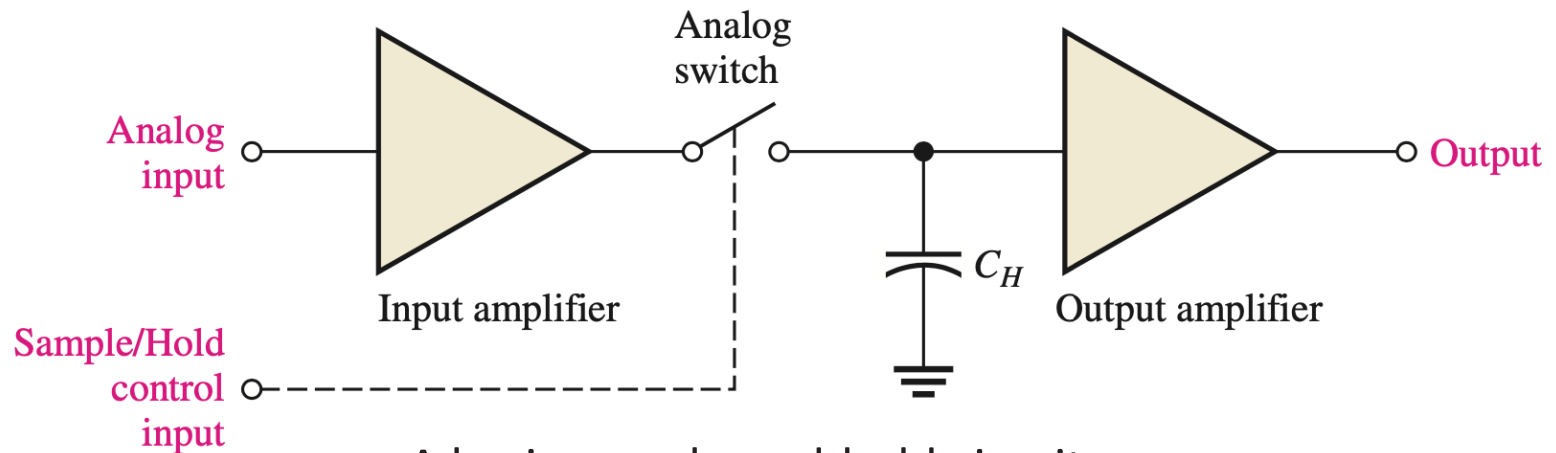 Analog
switch
Analog
input
Output
C_H
Input amplifier
Output amplifier
Sample/Hold
control
input